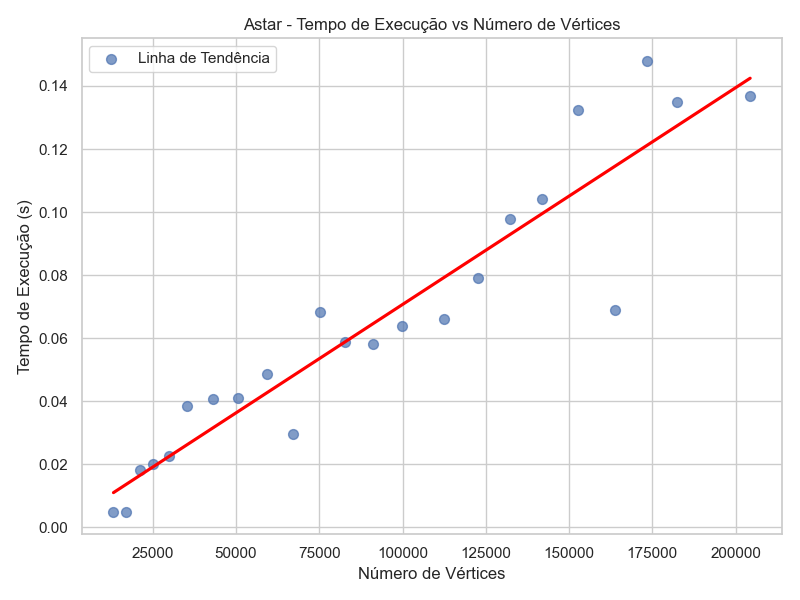 Astar - Tempo de Execução vs Número de Vértices
Linha de Tendência
Tempo de Execução (s)
0.14
0.12
0.10
0.08
0.06
0.04
0.02
0.00
25000 50000 75000 100000 125000 150000 175000 200000
Número de Vértices